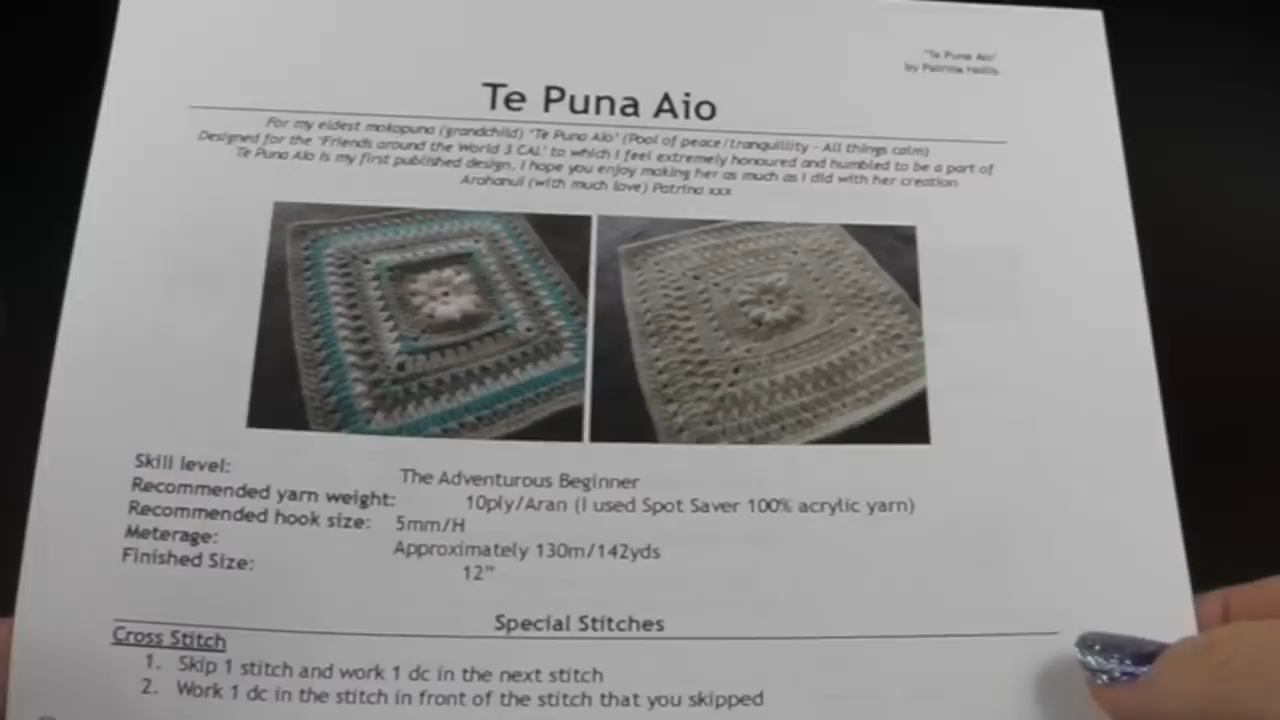 "Te Puna Aio"
by Patrina
Te Puna Aio
For my eldest mokopuna (grandchild) 'Te Puna Aio' (Pool of peace/tranquillity - All things calm)
Designed for the 'Friends around the World 3 CAL' to which I feel extremely honoured and humbled to be a part of
Te Puna Aio is my first published design, I hope you enjoy making her as much as I did with her creation
Arohanui (with much love) Patrina xxx
Skill level: The Adventurous Beginner
Recommended yarn weight: 10ply/Aran (I used Spot Saver 100% acrylic yarn)
Recommended hook size: 5mm/H
Meterage: Approximately 130m/142yds
Finished Size: 12"
Special Stitches
Cross Stitch
1. Skip 1 stitch and work 1 dc in the next stitch
2. Work 1 dc in the stitch in front of the stitch that you skipped